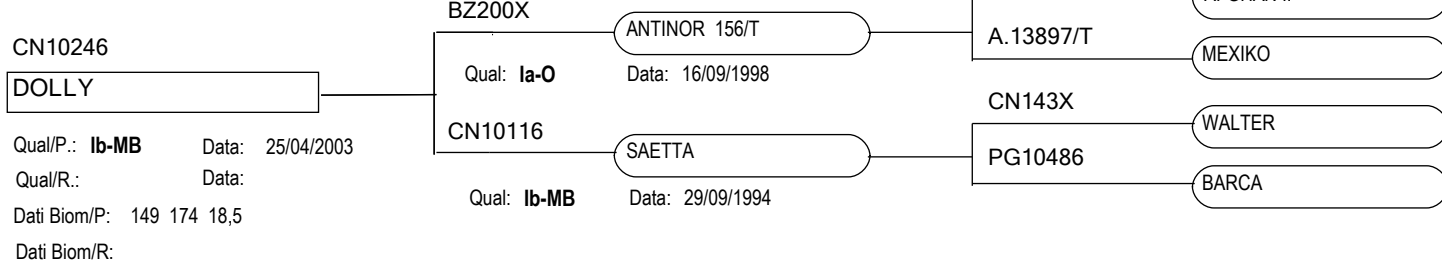 BZ200X
ANTINOR 156/T
A.13897/T
CN10246
MEXIKO
Qual: Ia-O Data: 16/09/1998
DOLLY
CN143X
WALTER
CN10116
Qual/P.: Ib-MB Data: 25/04/2003
SAETTA
PG10486
Qual/R.: Data:
BARCA
Qual: Ib-MB Data: 29/09/1994
Dati Biom/P: 149 174 18,5
Dati Biom/R: